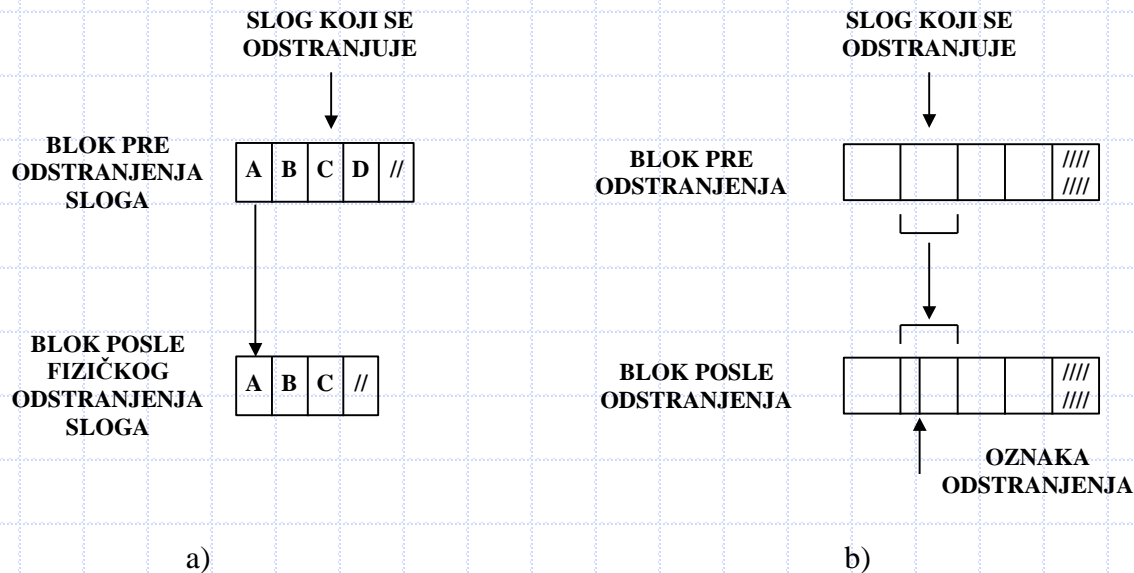 SLOG KOJI SE
ODSTRANJUJE
BLOK PRE
ODSTRANJENJA
SLOGA
A B C D //
BLOK POSLE
FIZIČKOG
ODSTRANJENJA
SLOGA
A B C //
a)
SLOG KOJI SE
ODSTRANJUJE
BLOK PRE
ODSTRANJENJA
////
////
BLOK POSLE
ODSTRANJENJA
////
////
OZNAKA
ODSTRANJENJA
b)